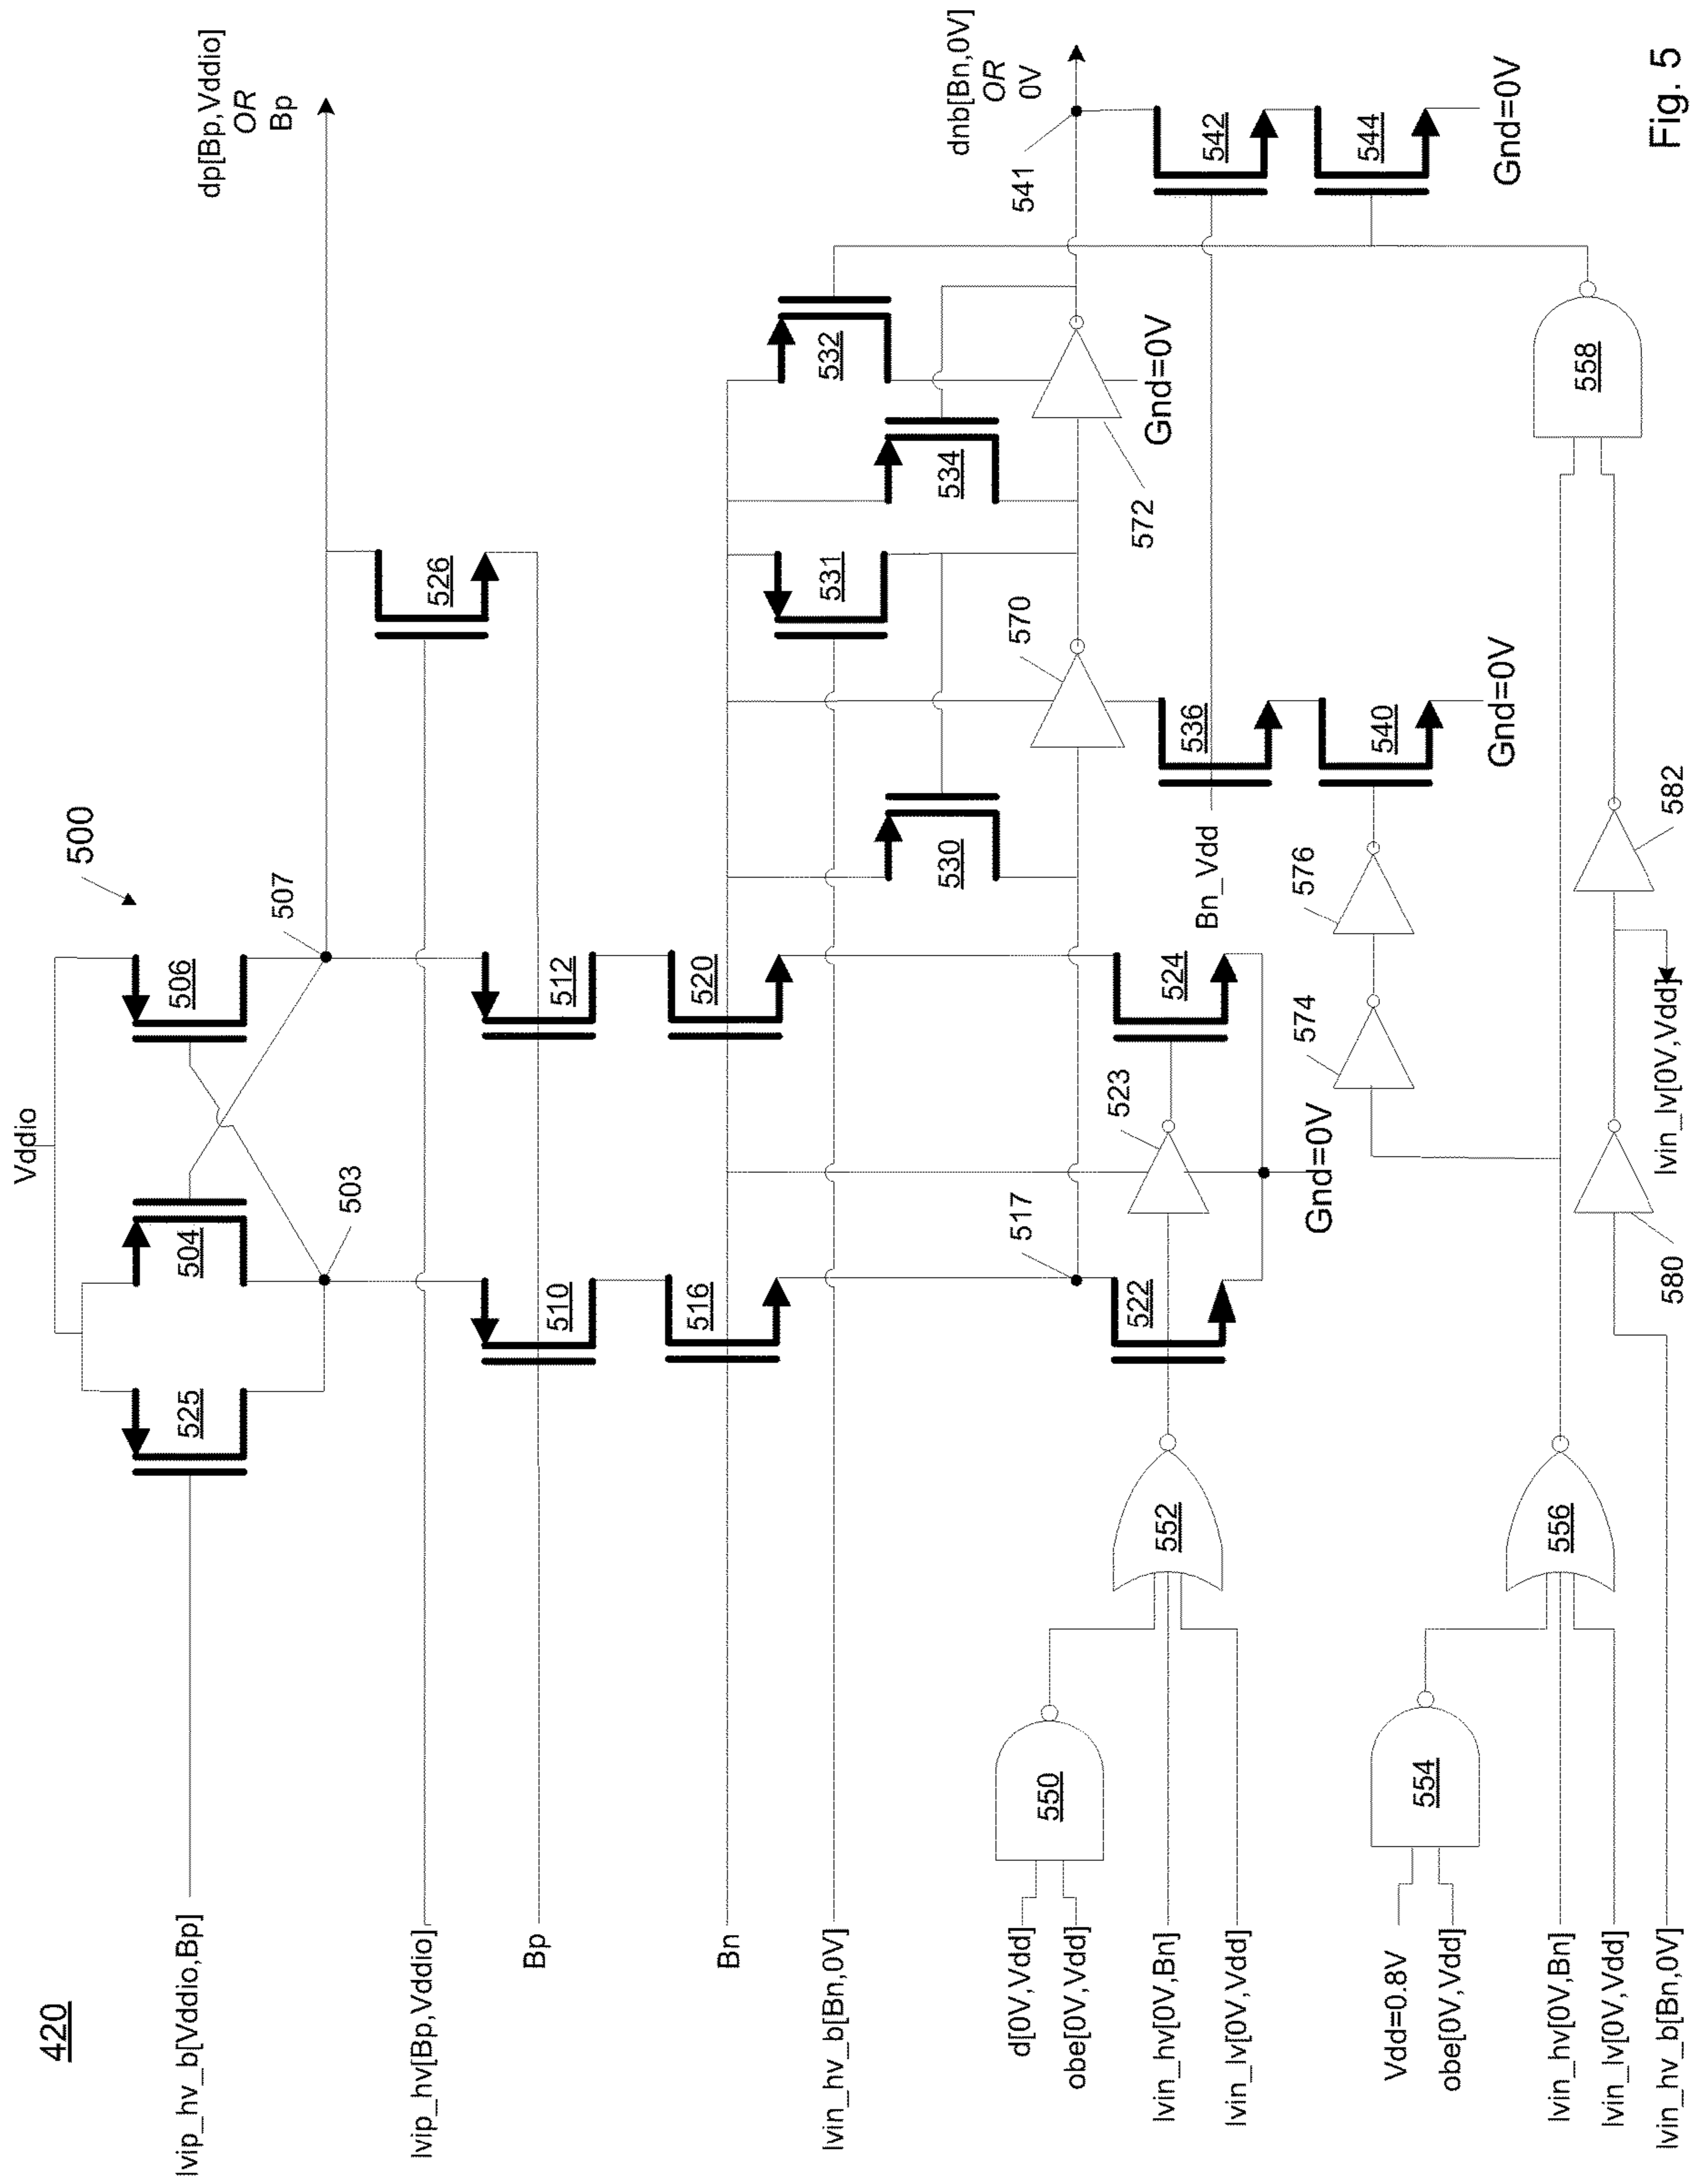 420
500
Vddio
dp[Bp,Vddio]
OR
Bp
525
504
506
503
507
lvip_hv_b[Vddio,Bp]
lvip_hv[Bp,Vddio]
526
Bp
510
512
516
520
Bn
lvin_hv_b[Bn,0V]
530
531
534
532
dnb[Bn,0V]
OR
0V
541
517
570
572
Gnd=0V
d[0V,Vdd]
obe[0V,Vdd]
lvin_hv[0V,Bn]
lvin_lv[0V,Vdd]
550
552
522
523
524
Gnd=0V
Bn_Vdd
536
540
Gnd=0V
542
544
Gnd=0V
574
576
Vdd=0.8V
obe[0V,Vdd]
lvin_hv[0V,Bn]
lvin_lv[0V,Vdd]
lvin_hv_b[Bn,0V]
554
556
558
580
582
lvin_lv[0V,Vdd]
Fig. 5